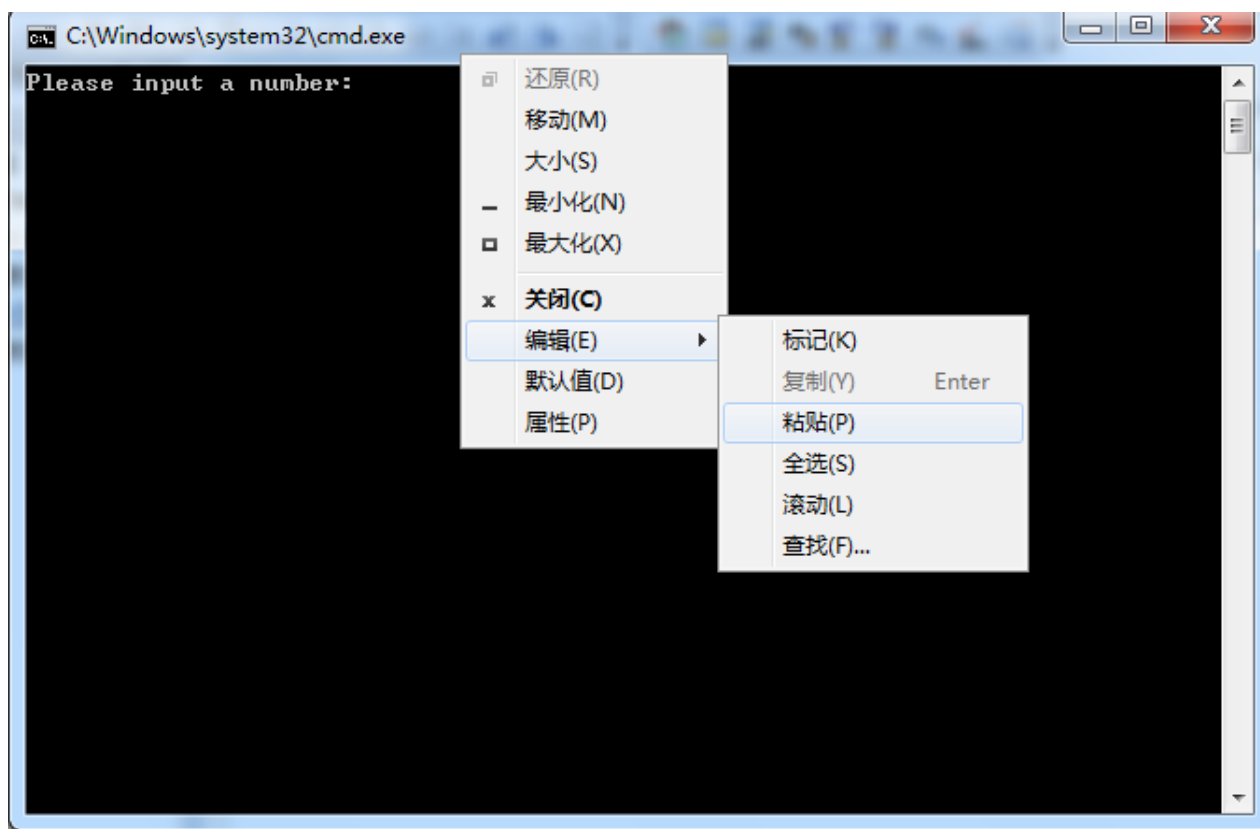 C:\Windows\system32\cmd.exe
Please input a number:
还原(R)
移动(M)
大小(S)
最小化(N)
最大化(X)
关闭(C)
编辑(E)
默认值(D)
属性(P)
标记(K)
复制(Y) Enter
粘贴(P)
全选(S)
滚动(L)
查找(F)...